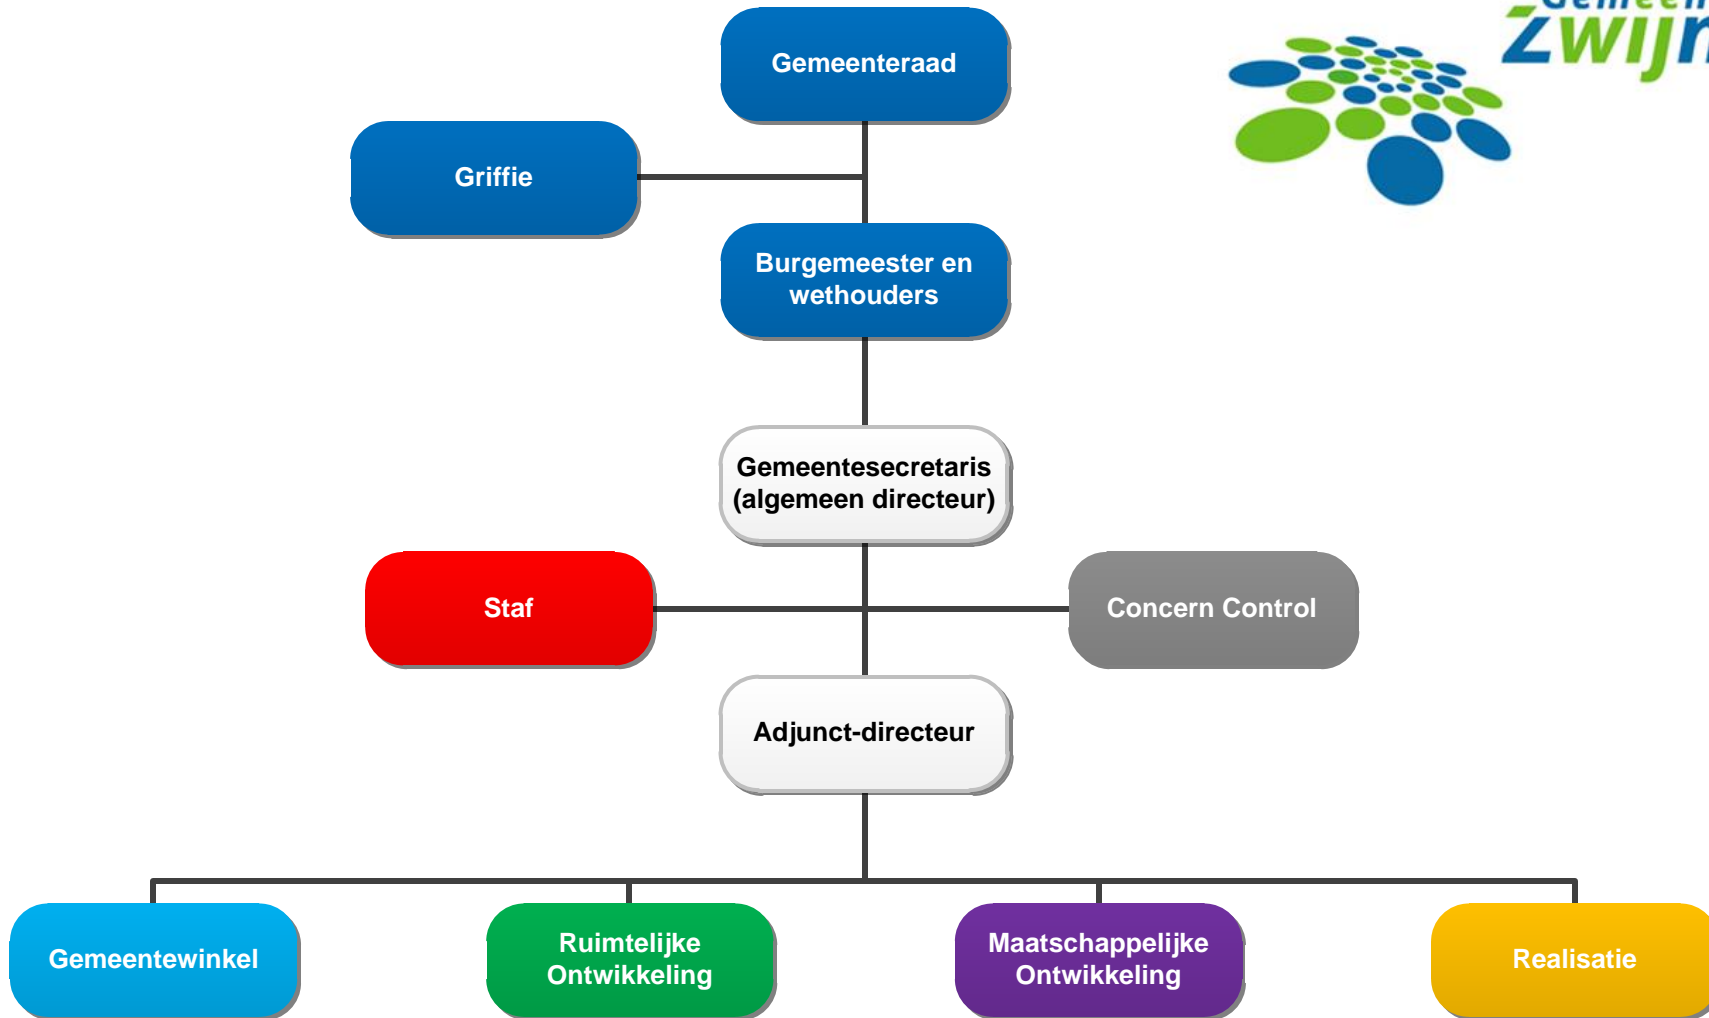 Gemeenteraad
Griffie
Burgemeester en
wethouders
Gemeentesecretaris
(algemeen directeur)
Staf
Concern Control
Adjunct-directeur
Gemeentewinkel
Ruimtelijke
Ontwikkeling
Maatschappelijke
Ontwikkeling
Realisatie